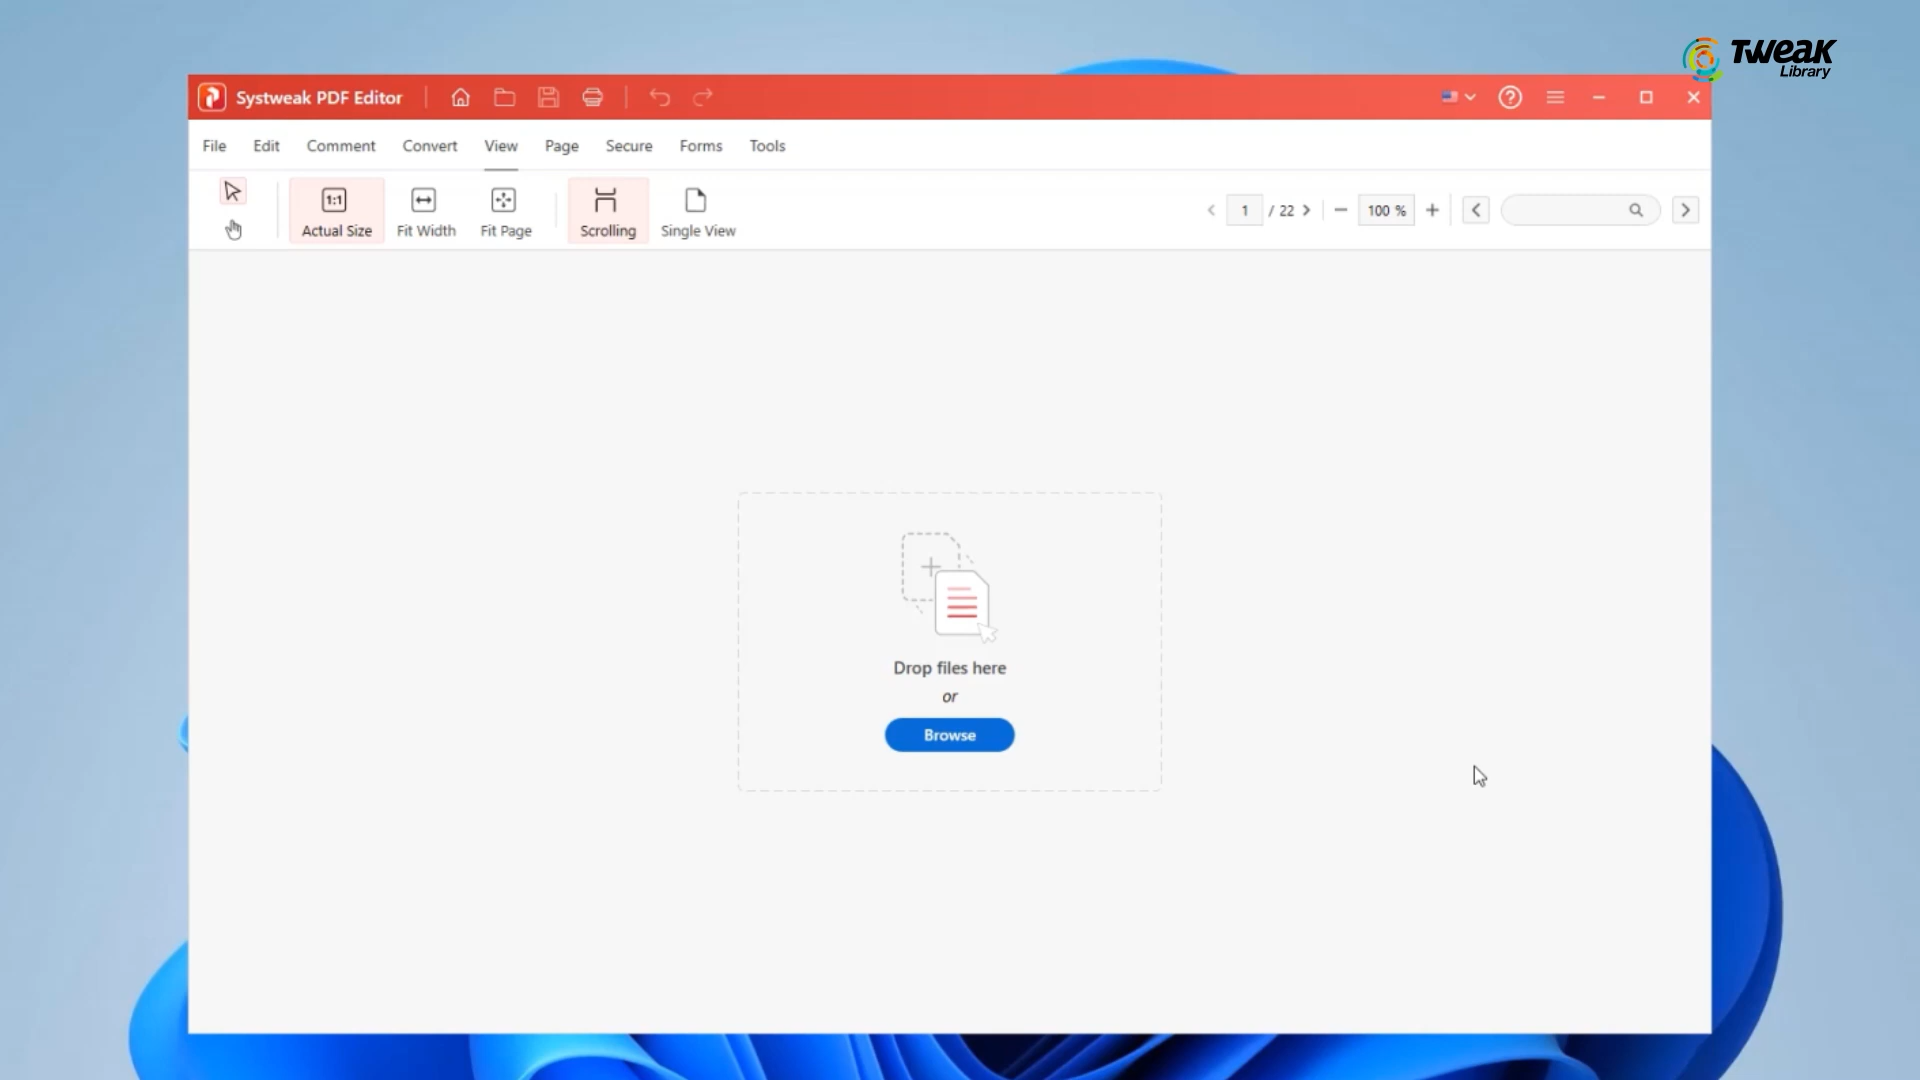 TWEAK
Library
Systweak PDF Editor
File Edit Comment Convert View Page Secure Forms Tools
1:1
Actual Size Fit Width Fit Page Scrolling Single View
1 / 22 100 %
Drop files here
or
Browse